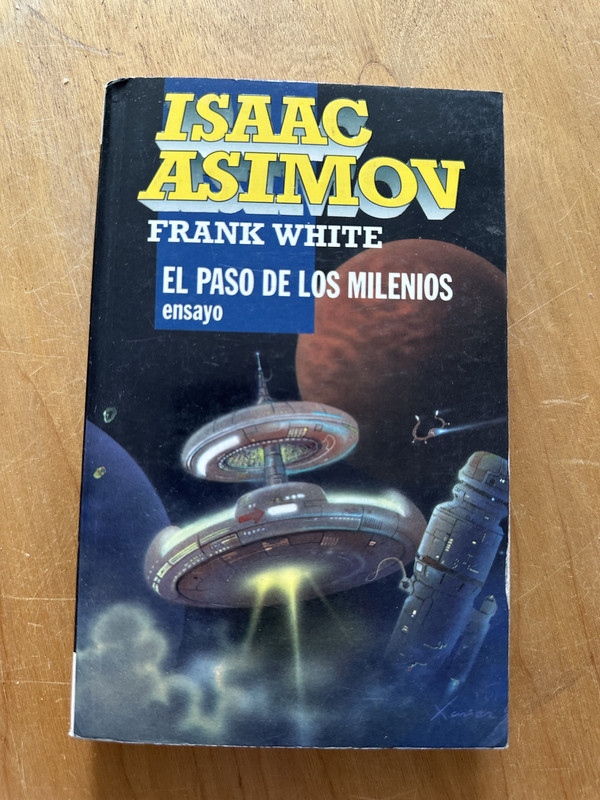 ISAAC
ASIMOV
FRANK WHITE
EL PASO DE LOS MILENIOS
ensayo